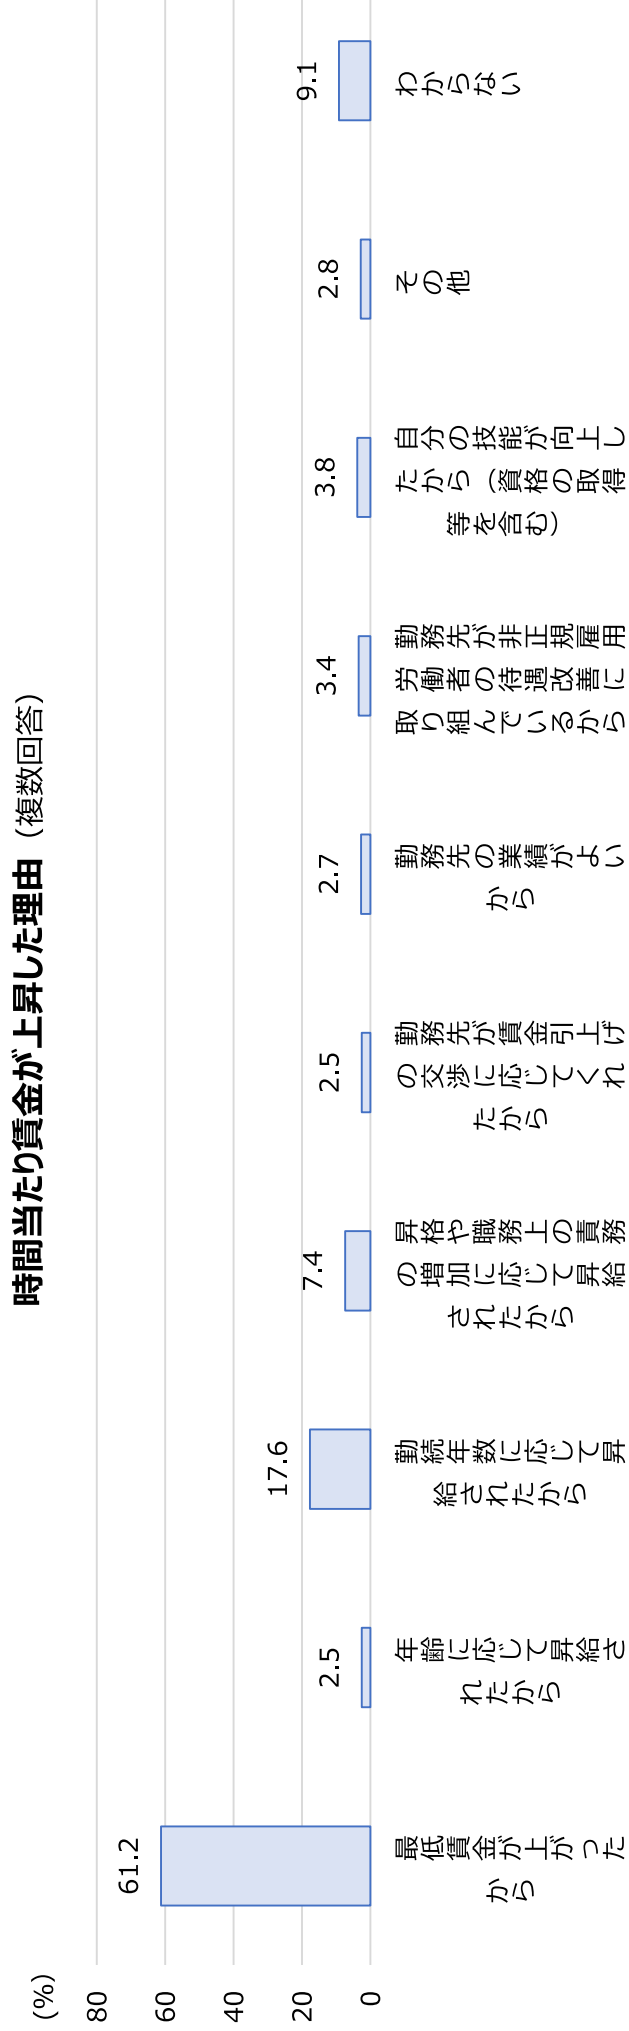 時間当たり賃金が上昇した理由（複数回答）
(%)
80
60
40
20
0
61.2
2.5
17.6
7.4
2.5
2.7
3.4
3.8
2.8
9.1
最低賃金が上がった
から
年齢に応じて昇給さ
れたから
勤続年数に応じて昇
給されたから
昇格や職務上の責務
の増加に応じて昇給
されたから
勤務先が賃金引上げ
の交渉に応じてくれ
たから
勤務先の業績がよい
から
勤務先が非正規雇用
労働者の待遇改善に
取り組んでいるから
自分の技能が向上し
たから（資格の取得
等を含む）
その他
わからない